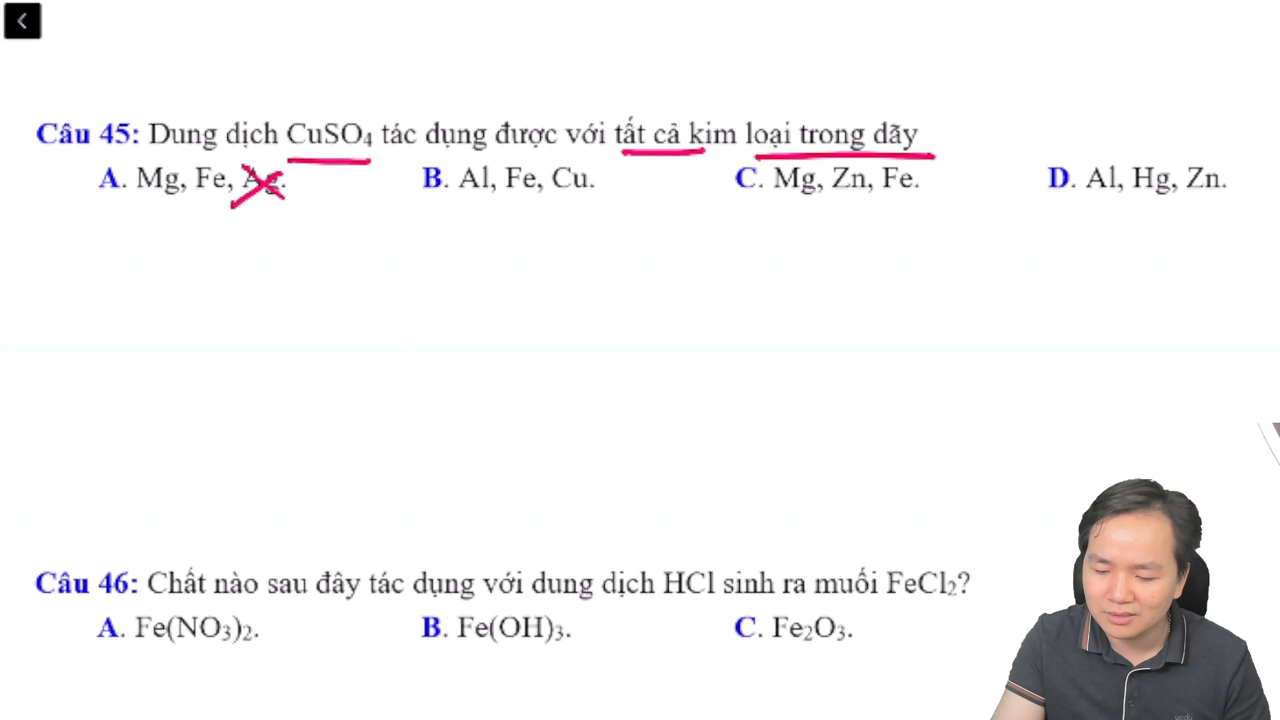 Câu 45: Dung dịch CuSO₄ tác dụng được với tất cả kim loại trong dãy
A. Mg, Fe, Ag. B. Al, Fe, Cu. C. Mg, Zn, Fe. D. Al, Hg, Zn.
Câu 46: Chất nào sau đây tác dụng với dung dịch HCl sinh ra muối FeCl₂?
A. Fe(NO₃)₂. B. Fe(OH)₃. C. Fe₂O₃.